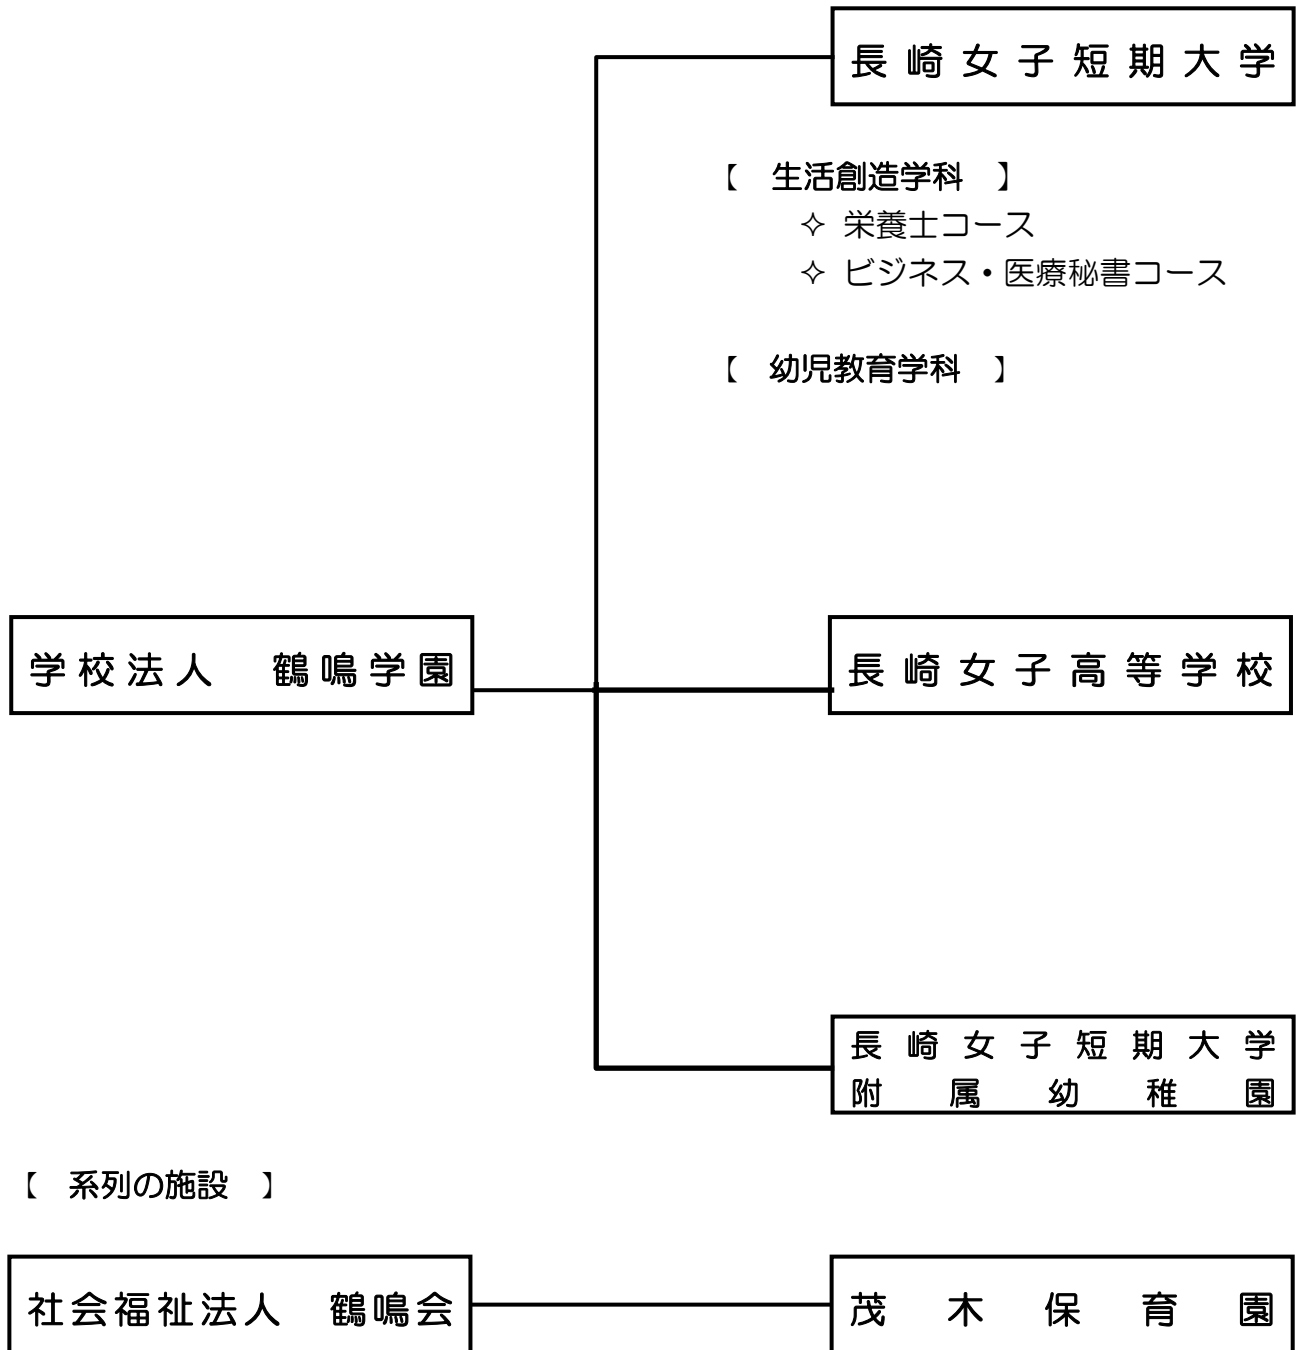 長崎女子短期大学
【　生活創造学科　】
✧ 栄養士コース
✧ ビジネス・医療秘書コース
【　幼児教育学科　】
学校法人　鶴鳴学園
長崎女子高等学校
長崎女子短期大学
附属幼稚園
【　系列の施設　】
社会福祉法人　鶴鳴会
茂木保育園